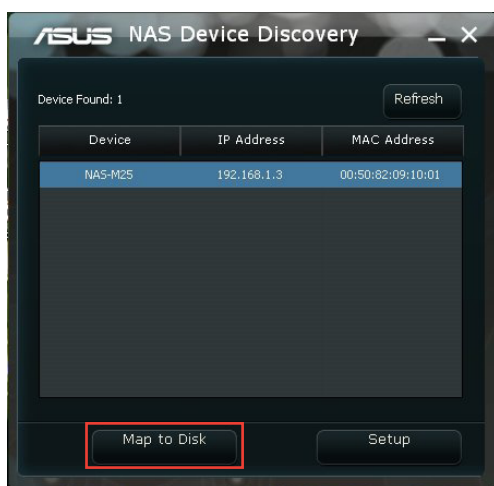 ASUS NAS Device Discovery
Device Found: 1 Refresh
Device IP Address MAC Address
NAS-M25 192.168.1.3 00:50:82:09:10:01
Map to Disk Setup